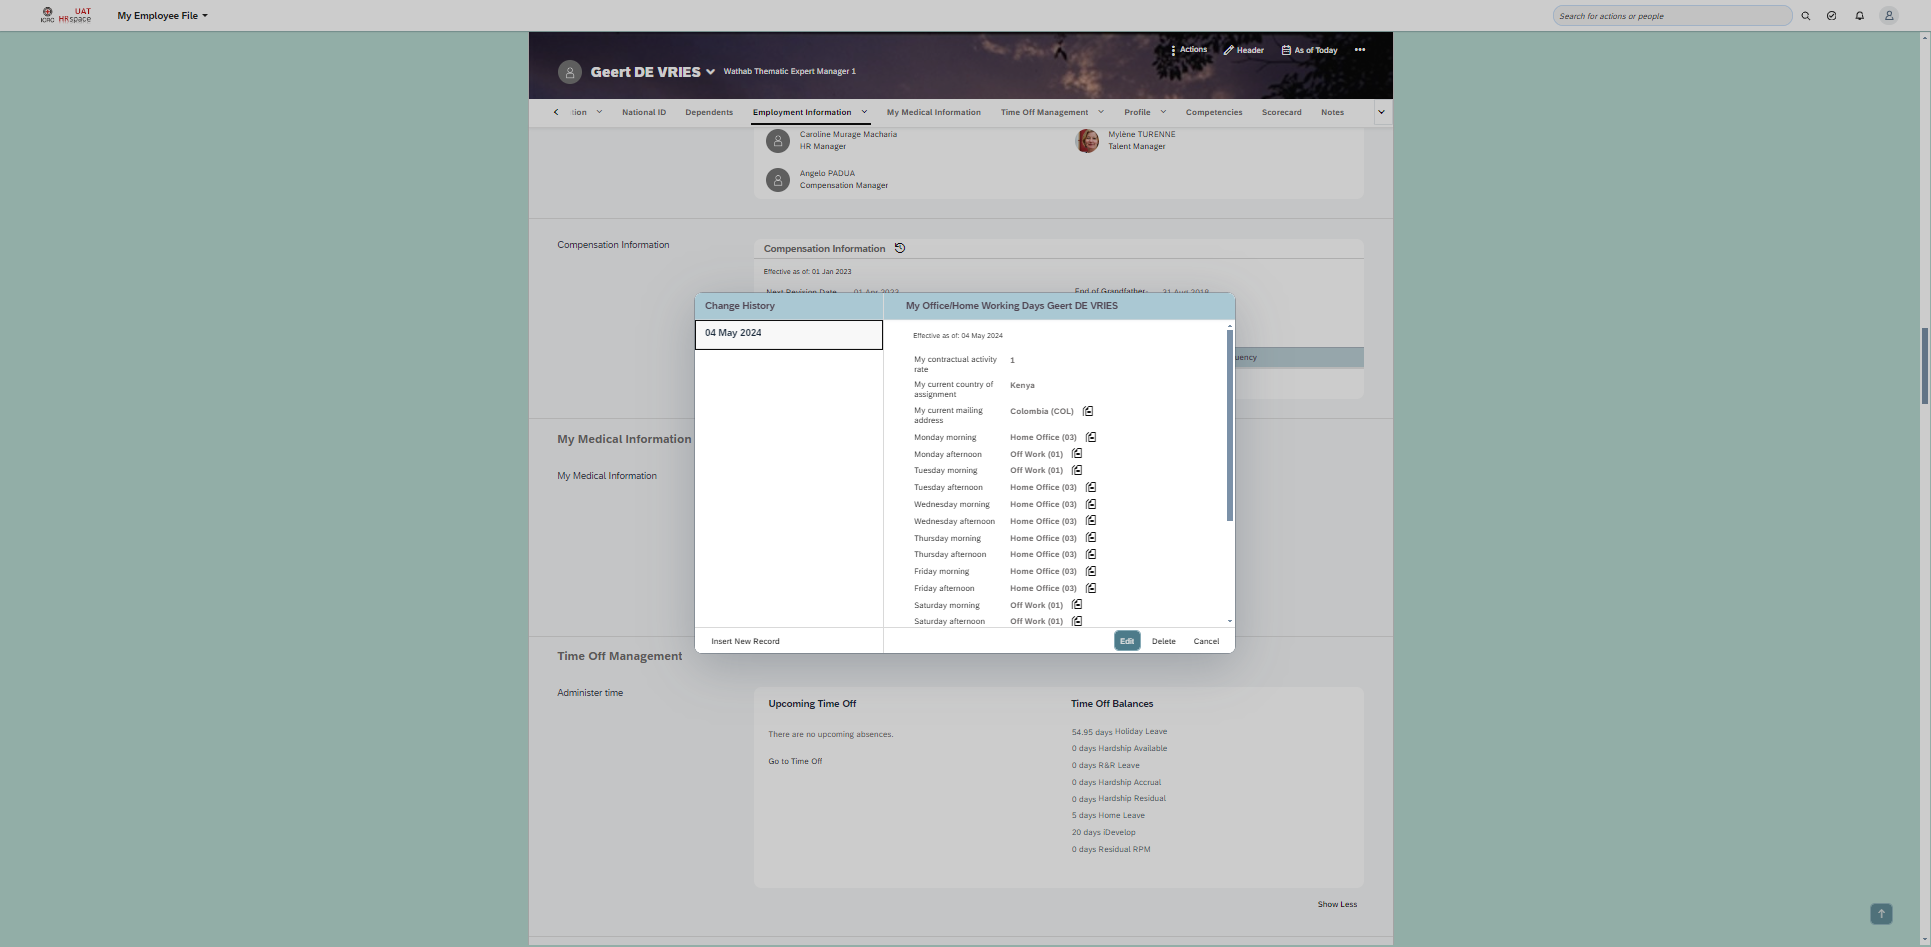 ICRC
UAT
HRspace
My Employee File
Search for actions or people
Actions
Header
As of Today
Geert DE VRIES
Wathab Thematic Expert Manager 1
tion
National ID
Dependents
Employment Information
My Medical Information
Time Off Management
Profile
Competencies
Scorecard
Notes
Caroline Murage Macharia
HR Manager
Mylène TURENNE
Talent Manager
Angelo PADUA
Compensation Manager
Compensation Information
Compensation Information
Effective as of: 01 Jan 2023
Next Revision Date 01 Apr 2023
End of Grandfather- 31 Aug 2018
uency
Change History
My Office/Home Working Days Geert DE VRIES
04 May 2024
Effective as of: 04 May 2024
My contractual activity rate 1
My current country of assignment Kenya
My current mailing address Colombia (COL)
Monday morning Home Office (03)
Monday afternoon Off Work (01)
Tuesday morning Off Work (01)
Tuesday afternoon Home Office (03)
Wednesday morning Home Office (03)
Wednesday afternoon Home Office (03)
Thursday morning Home Office (03)
Thursday afternoon Home Office (03)
Friday morning Home Office (03)
Friday afternoon Home Office (03)
Saturday morning Off Work (01)
Saturday afternoon Off Work (01)
Insert New Record
Edit
Delete
Cancel
My Medical Information
My Medical Information
Time Off Management
Administer time
Upcoming Time Off
There are no upcoming absences.
Go to Time Off
Time Off Balances
54.95 days Holiday Leave
0 days Hardship Available
0 days R&R Leave
0 days Hardship Accrual
0 days Hardship Residual
5 days Home Leave
20 days iDevelop
0 days Residual RPM
Show Less